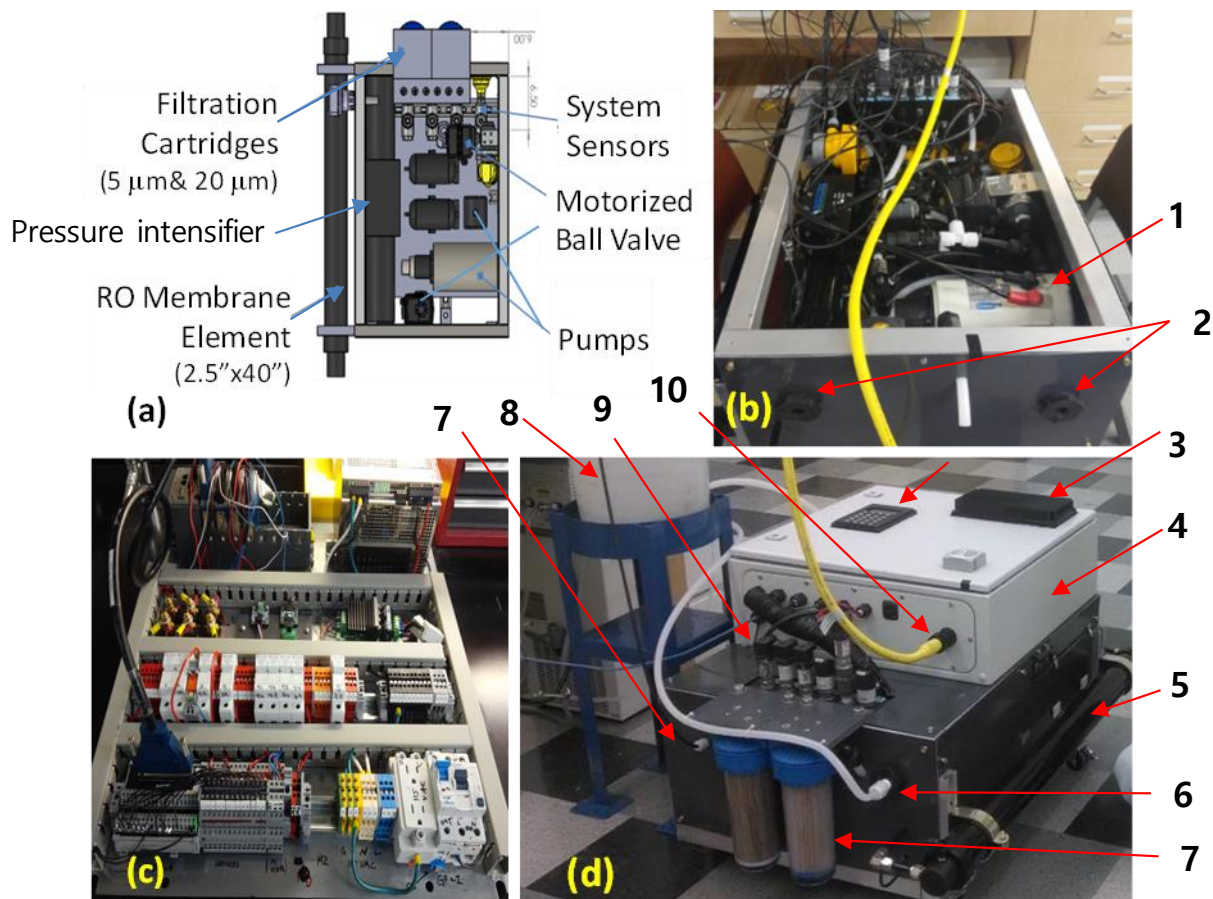 6.00
6.50
Filtration
Cartridges
(5 μm& 20 μm)
Pressure intensifier
RO Membrane
Element
(2.5”x40”)
System
Sensors
Motorized
Ball Valve
Pumps
(a)
1
2
(b)
7
8
9
10
3
4
5
6
7
(c)
(d)